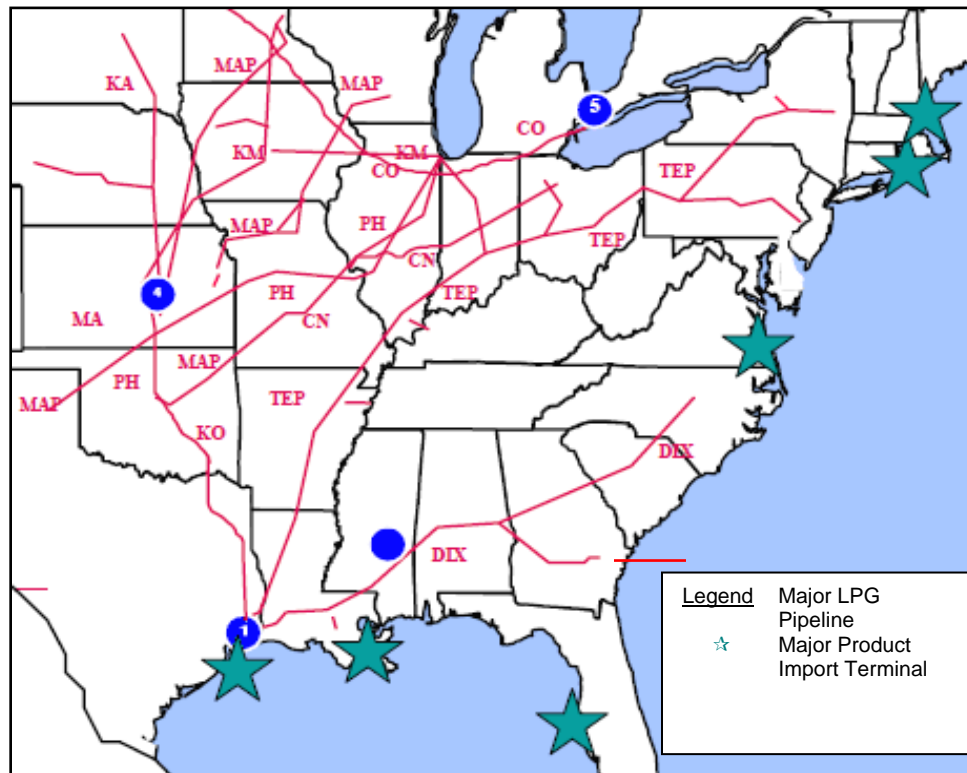 MAP
KA
MAP
5
CO
KM
KM
CO
TEP
MAP
PH
TEP
CN
4
PH
TEP
MA
CN
MAP
PH
MAP
TEP
KO
DIX
DIX
1
Legend Major LPG
Pipeline
☆ Major Product
Import Terminal